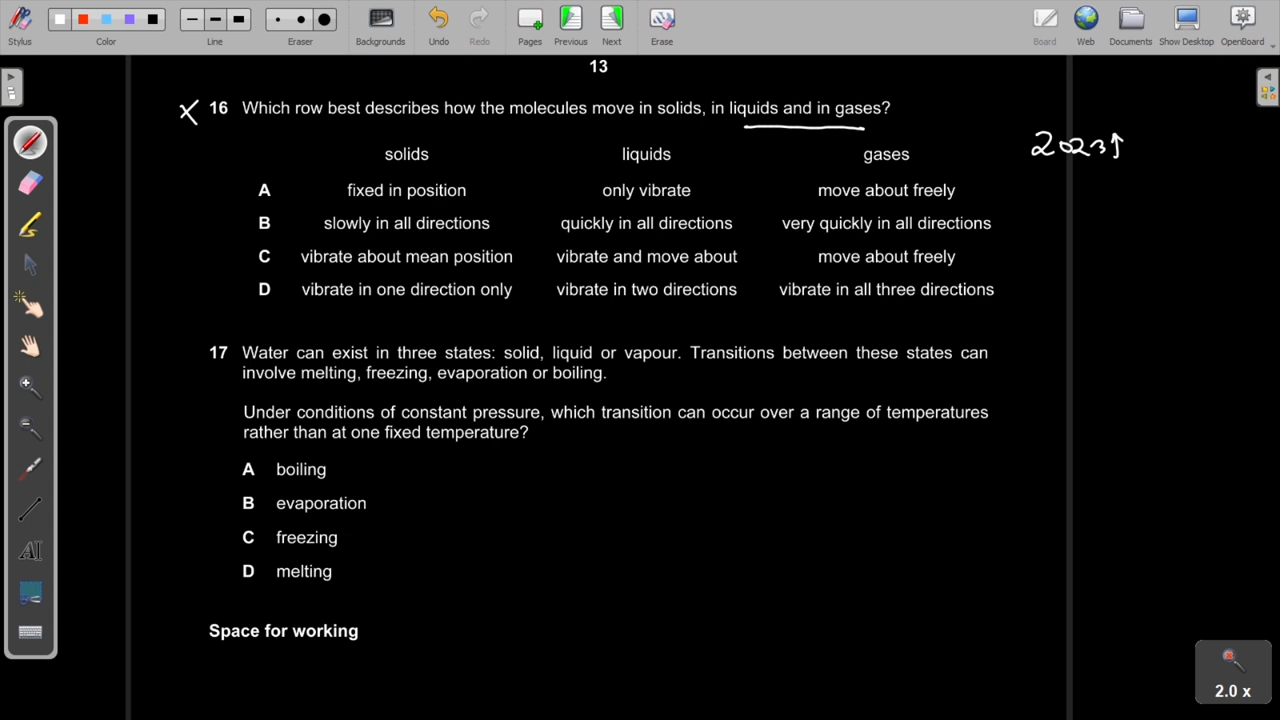 Stylus Color Line Eraser Backgrounds Undo Redo Pages Previous Next Erase Board Web Documents Show Desktop OpenBoard
13
X 16 Which row best describes how the molecules move in solids, in liquids and in gases?
2023↑
solids liquids gases
A fixed in position only vibrate move about freely
B slowly in all directions quickly in all directions very quickly in all directions
C vibrate about mean position vibrate and move about move about freely
D vibrate in one direction only vibrate in two directions vibrate in all three directions
17 Water can exist in three states: solid, liquid or vapour. Transitions between these states can
involve melting, freezing, evaporation or boiling.
Under conditions of constant pressure, which transition can occur over a range of temperatures
rather than at one fixed temperature?
A boiling
B evaporation
C freezing
D melting
Space for working
2.0 x